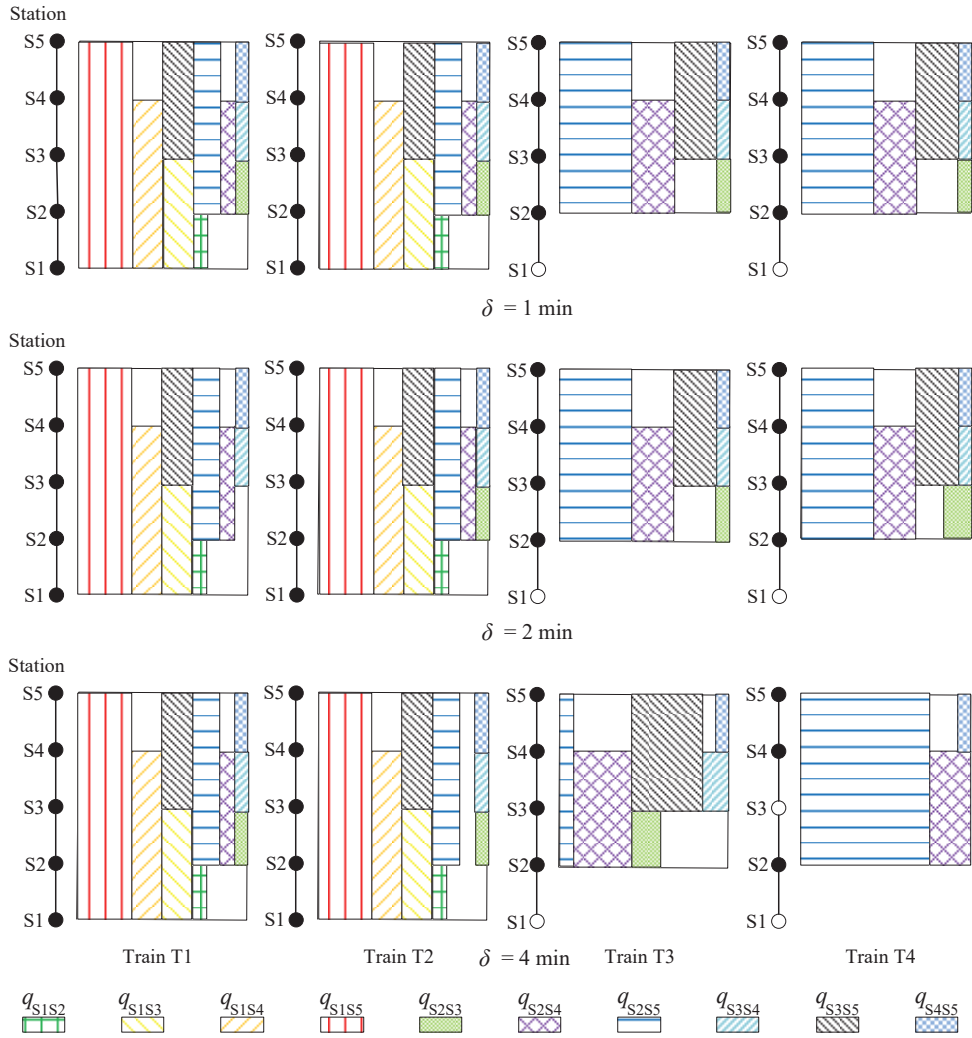 Station
S5 S5 S5 S5
S4 S4 S4 S4
S3 S3 S3 S3
S2 S2 S2 S2
S1 S1 S1 S1
δ = 1 min
Station
S5 S5 S5 S5
S4 S4 S4 S4
S3 S3 S3 S3
S2 S2 S2 S2
S1 S1 S1 S1
δ = 2 min
Station
S5 S5 S5 S5
S4 S4 S4 S4
S3 S3 S3 S3
S2 S2 S2 S2
S1 S1 S1 S1
Train T1 Train T2 δ = 4 min Train T3 Train T4
qS1S2 qS1S3 qS1S4 qS1S5 qS2S3 qS2S4 qS2S5 qS3S4 qS3S5 qS4S5